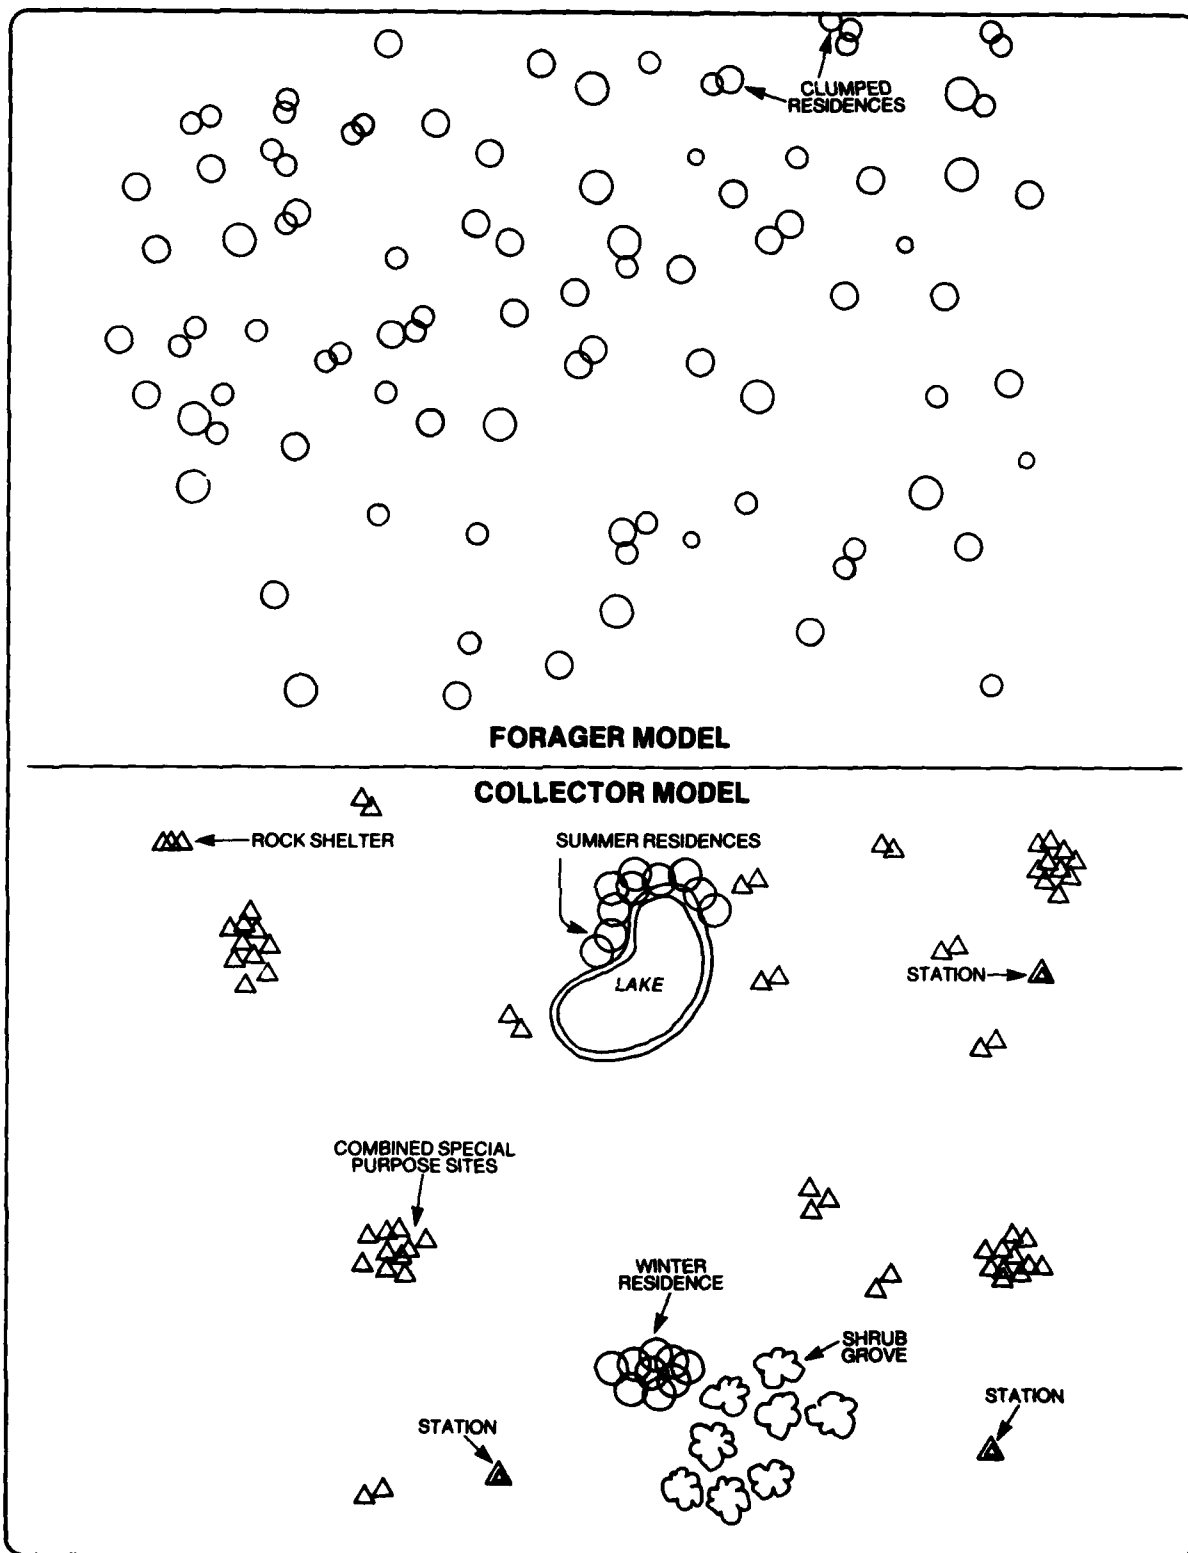 CLUMPED
RESIDENCES
FORAGER MODEL
COLLECTOR MODEL
ROCK SHELTER
SUMMER RESIDENCES
LAKE
STATION
COMBINED SPECIAL
PURPOSE SITES
WINTER
RESIDENCE
SHRUB
GROVE
STATION
STATION